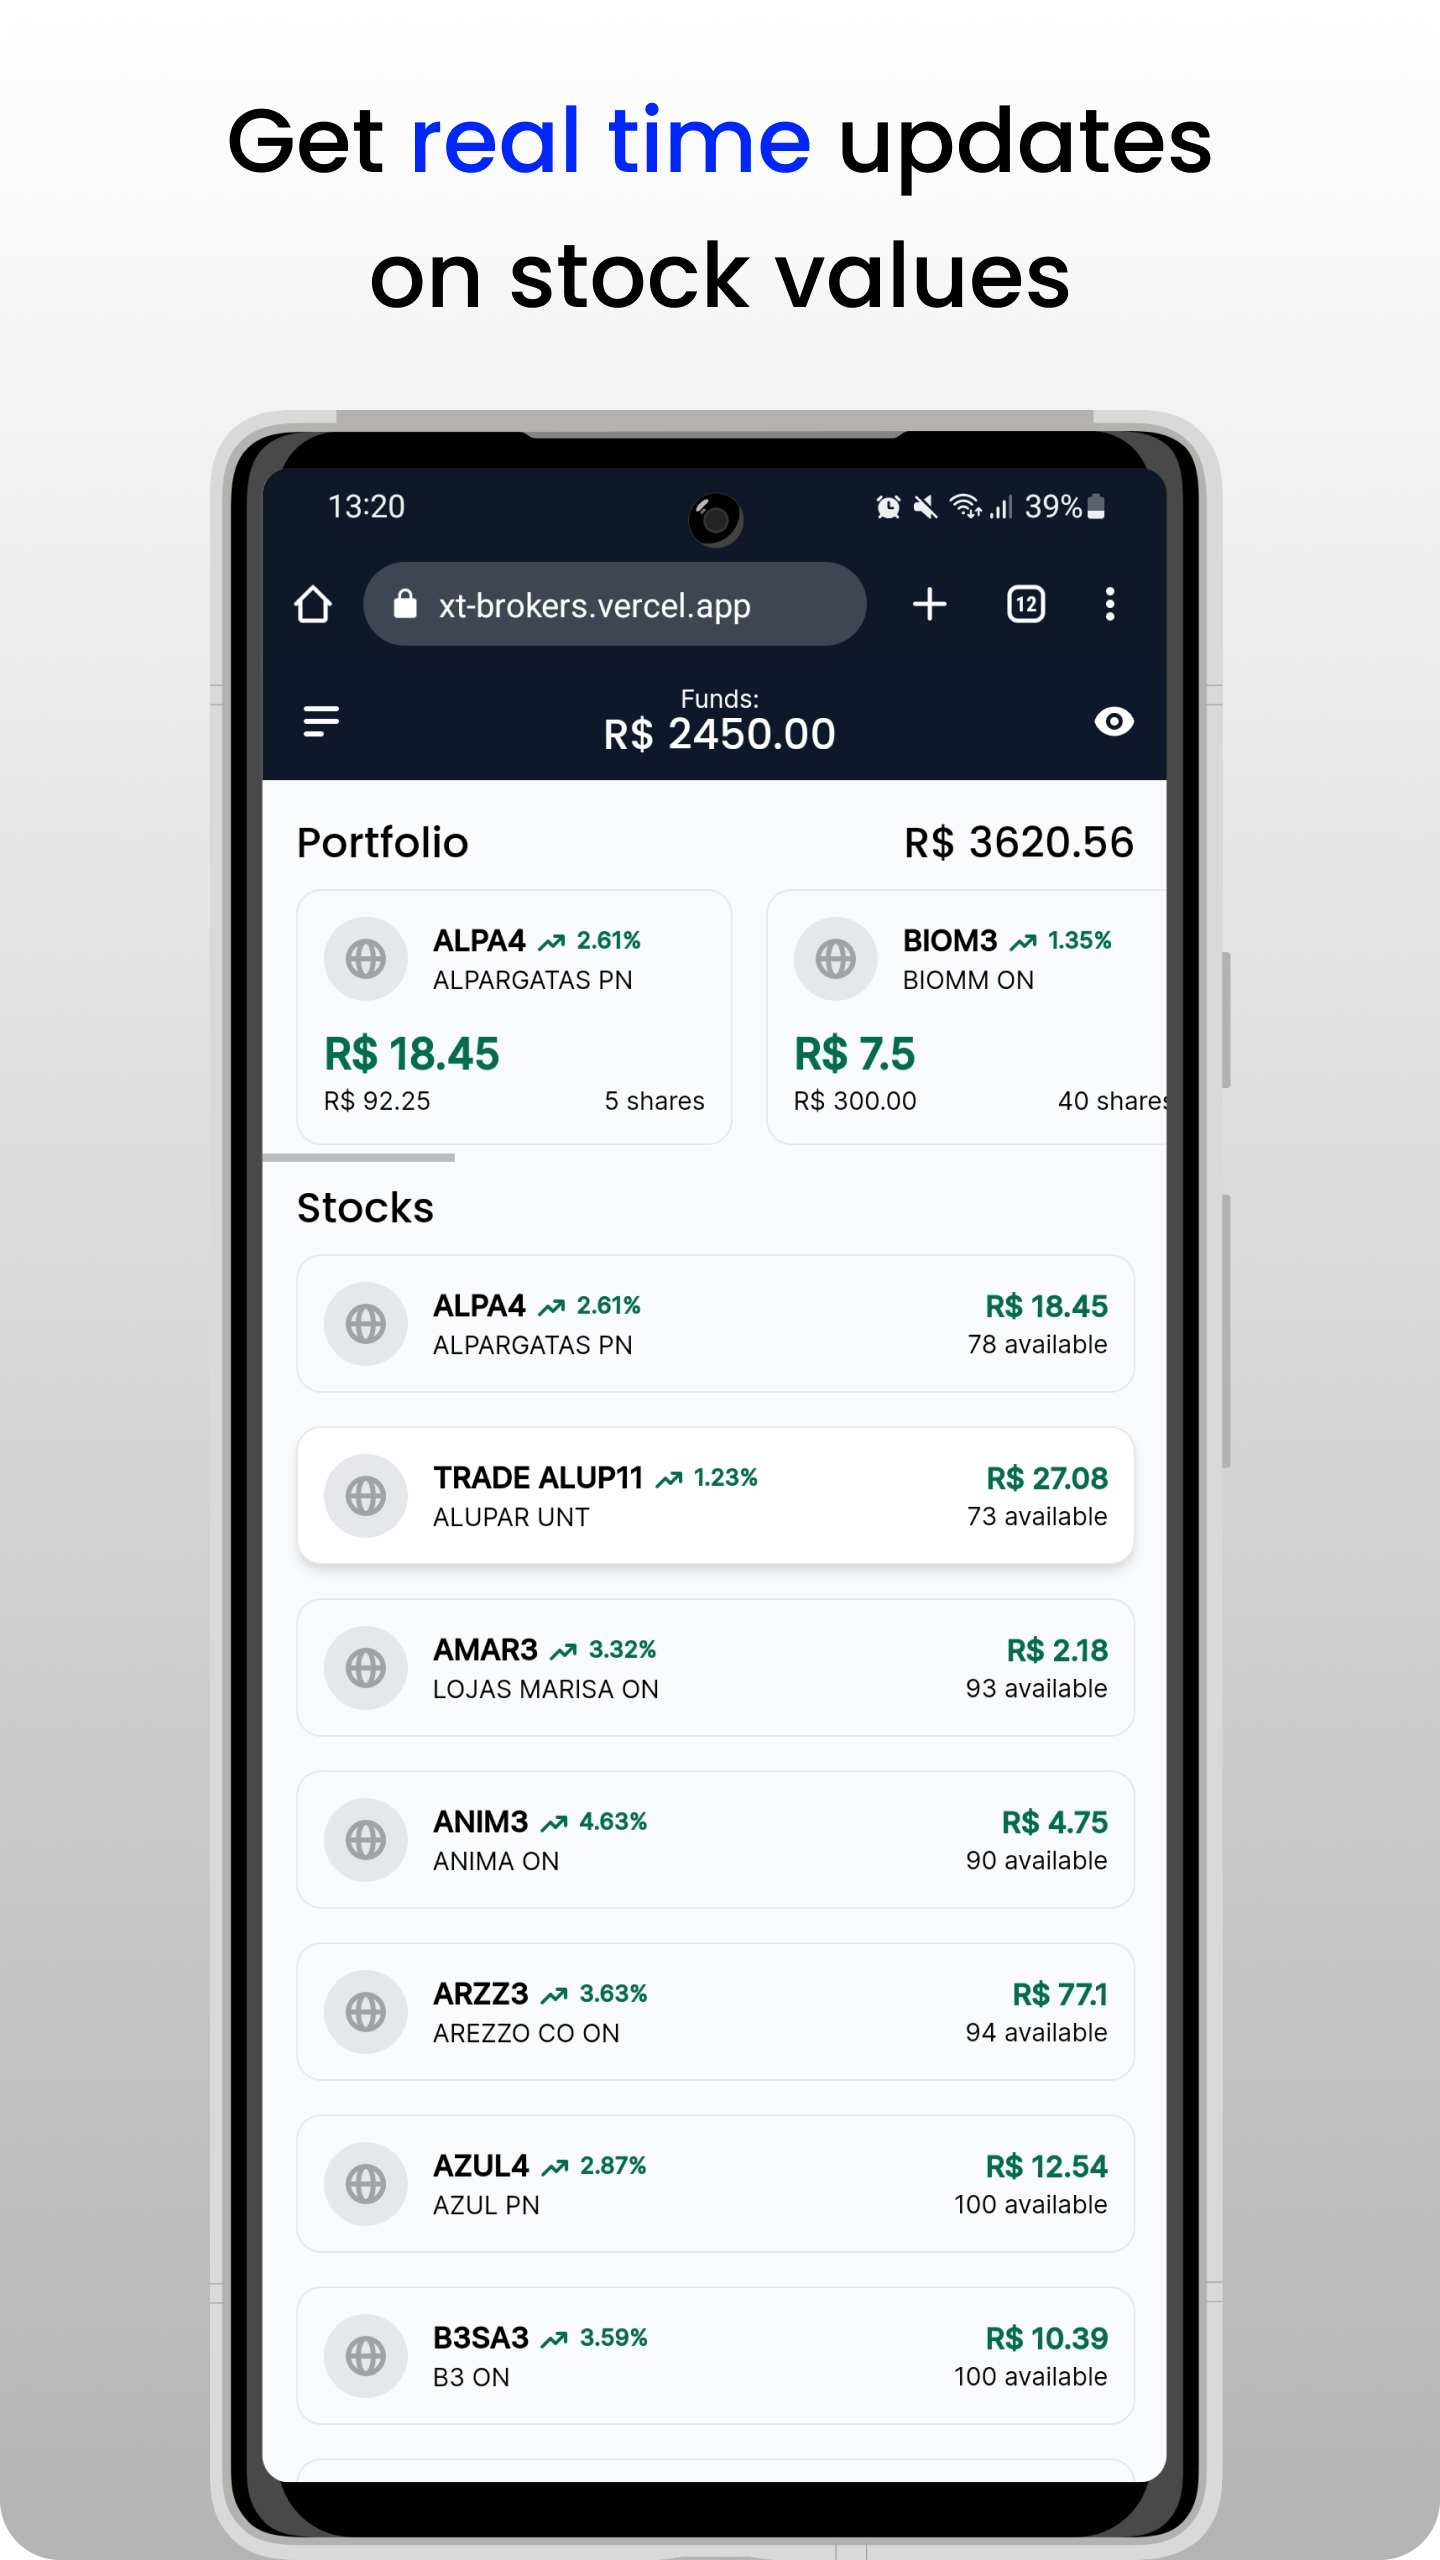 Get real time updates
on stock values
13:20
39%
xt-brokers.vercel.app
12
Funds:
R$ 2450.00
Portfolio
R$ 3620.56
ALPA4 2.61%
ALPARGATAS PN
R$ 18.45
R$ 92.25
5 shares
BIOM3 1.35%
BIOMM ON
R$ 7.5
R$ 300.00
40 shares
Stocks
ALPA4 2.61%
R$ 18.45
ALPARGATAS PN
78 available
TRADE ALUP11 1.23%
R$ 27.08
ALUPAR UNT
73 available
AMAR3 3.32%
R$ 2.18
LOJAS MARISA ON
93 available
ANIM3 4.63%
R$ 4.75
ANIMA ON
90 available
ARZZ3 3.63%
R$ 77.1
AREZZO CO ON
94 available
AZUL4 2.87%
R$ 12.54
AZUL PN
100 available
B3SA3 3.59%
R$ 10.39
B3 ON
100 available